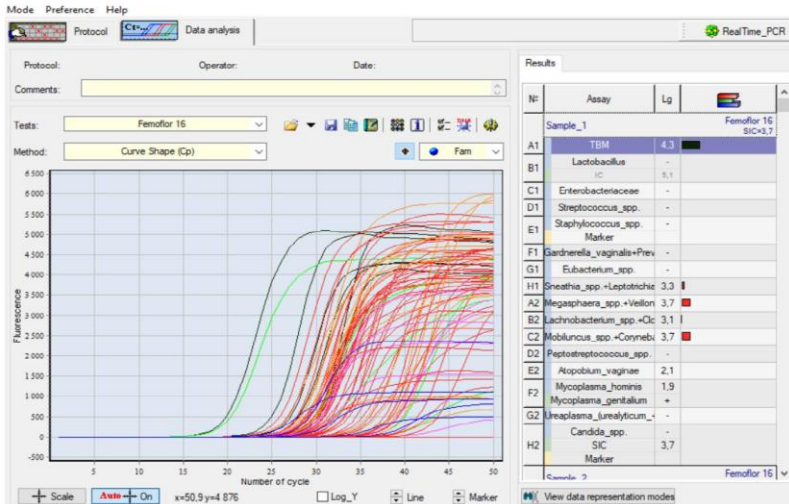 Mode Preference Help
Protocol Ct=... Data analysis RealTime_PCR
Protocol: Operator: Date:
Comments:
Tests: Femoflor 16
Method: Curve Shape (Cp) Fam
6 500
6 000
5 500
5 000
4 500
4 000
3 500
3 000
2 500
2 000
1 500
1 000
500
0
-500
Fluorescence
5 10 15 20 25 30 35 40 45 50
Number of cycle
Scale Auto On x=50,9 y=4 876 Log_Y Line Marker
Results
№ Assay Lg
Sample_1 Femoflor 16
SIC=3,7
A1 TBM 4,3
B1 Lactobacillus -
IC 5,1
C1 Enterobacteriaceae -
D1 Streptococcus_spp. -
E1 Staphylococcus_spp. -
Marker
F1 Gardnerella_vaginalis+Prev -
G1 Eubacterium_spp. -
H1 Sneathia_spp.+Leptotrichia 3,3
A2 Megasphaera_spp.+Veillon 3,7
B2 Lachnobacterium_spp.+Clo 3,1
C2 Mobiluncus_spp.+Coryneba 3,7
D2 Peptostreptococcus_spp. -
E2 Atopobium_vaginae 2,1
F2 Mycoplasma_hominis 1,9
Mycoplasma_genitalium +
G2 Ureaplasma_(urealyticum_+ -
Candida_spp. -
H2 SIC 3,7
Marker
Sample_2 Femoflor 16
View data representation modes